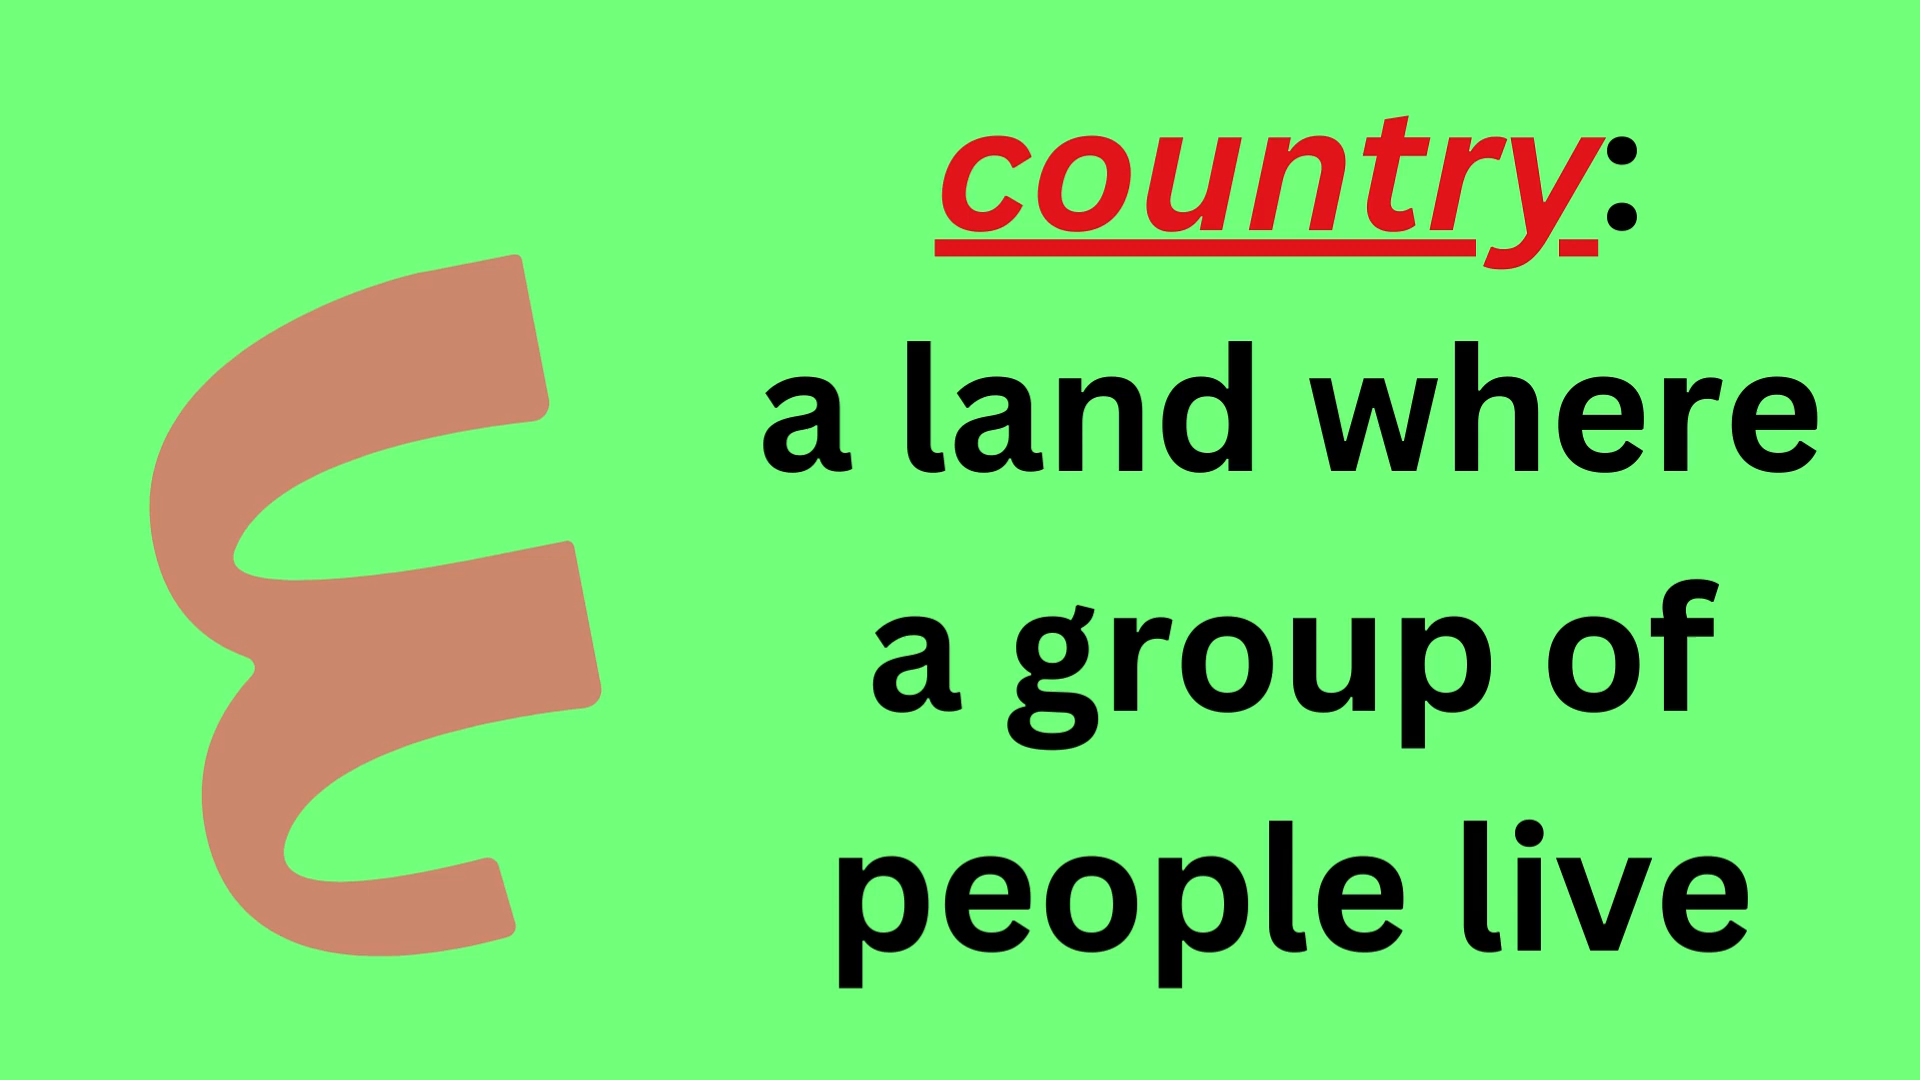 country:
a land where
a group of
people live